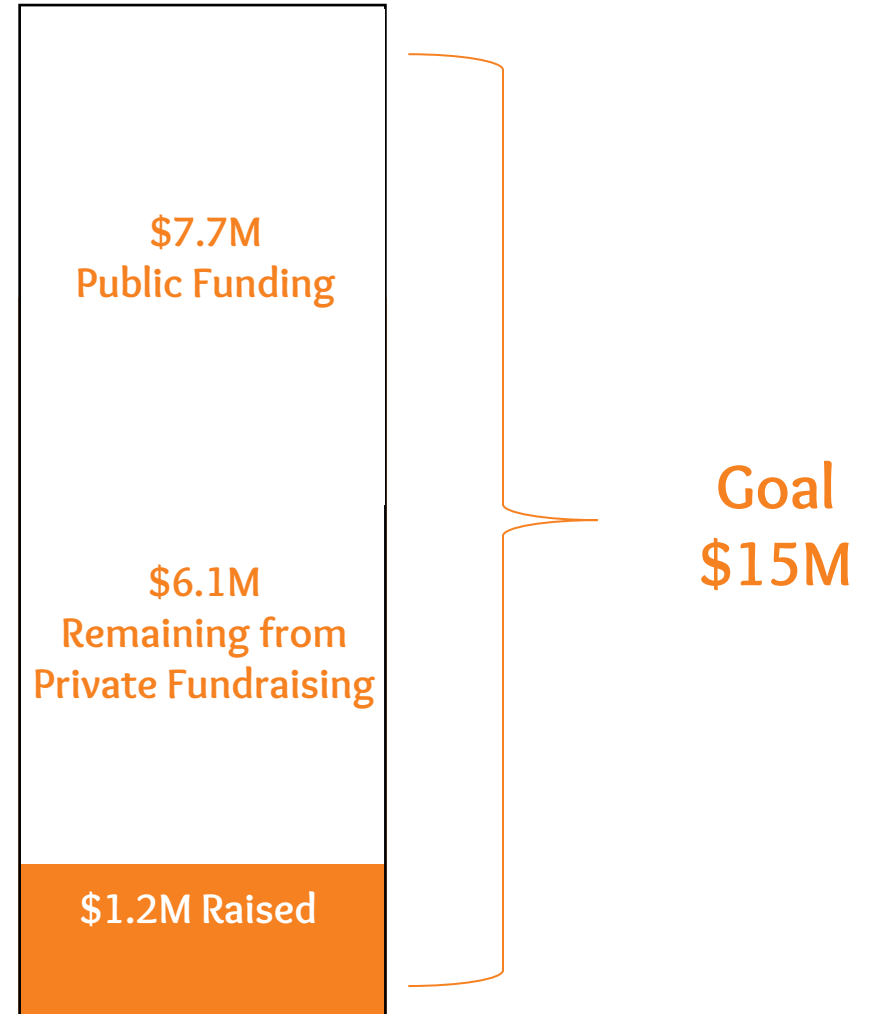 $7.7M
Public Funding
$6.1M
Remaining from
Private Fundraising
$1.2M Raised
Goal
$15M